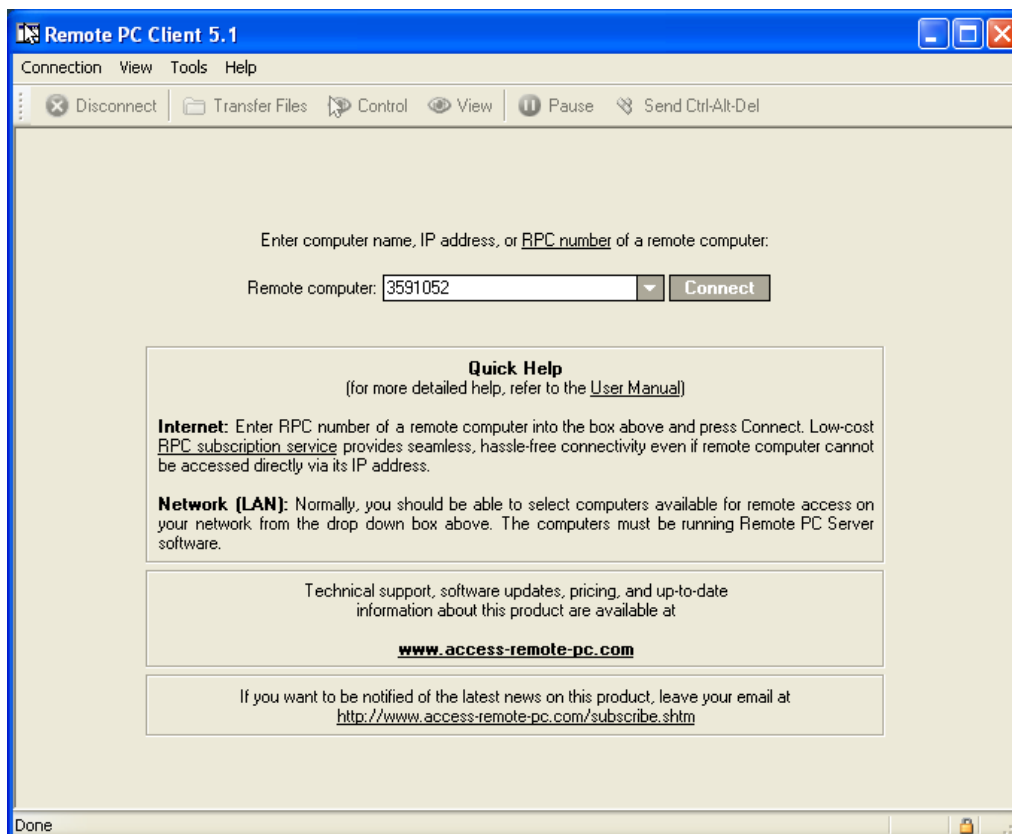 Remote PC Client 5.1
Connection View Tools Help
Disconnect Transfer Files Control View Pause Send Ctrl-Alt-Del
Enter computer name, IP address, or RPC number of a remote computer:
Remote computer: 3591052 Connect
Quick Help
(for more detailed help, refer to the User Manual)
Internet: Enter RPC number of a remote computer into the box above and press Connect. Low-cost
RPC subscription service provides seamless, hassle-free connectivity even if remote computer cannot
be accessed directly via its IP address.
Network (LAN): Normally, you should be able to select computers available for remote access on
your network from the drop down box above. The computers must be running Remote PC Server
software.
Technical support, software updates, pricing, and up-to-date
information about this product are available at
www.access-remote-pc.com
If you want to be notified of the latest news on this product, leave your email at
http://www.access-remote-pc.com/subscribe.shtm
Done